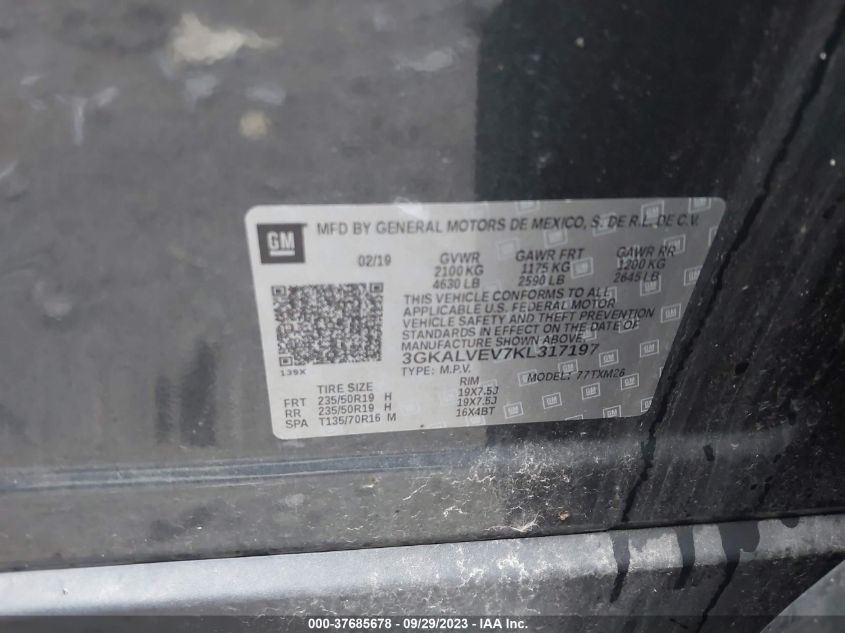 GM MFD BY GENERAL MOTORS DE MEXICO, S. DE R.L. DE C.V.
02/19 GVWR GAWR FRT GAWR RR
2100 KG 1175 KG 1200 KG
4630 LB 2590 LB 2645 LB
THIS VEHICLE CONFORMS TO ALL
APPLICABLE U.S. FEDERAL MOTOR
VEHICLE SAFETY AND THEFT PREVENTION
STANDARDS IN EFFECT ON THE DATE OF
MANUFACTURE SHOWN ABOVE.
3GKALVEV7KL317197
139X
TYPE: M.P.V. MODEL: 77TXM26
TIRE SIZE RIM
FRT 235/50R19 H 19X7.5J
RR 235/50R19 H 19X7.5J
SPA T135/70R16 M 16X4BT
000-37685678 - 09/29/2023 - Copyright © 2023 - IAA.